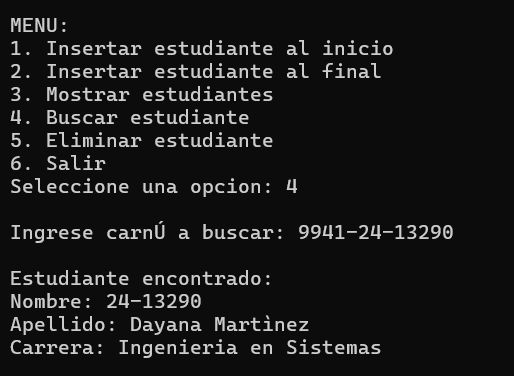 MENU:
1. Insertar estudiante al inicio
2. Insertar estudiante al final
3. Mostrar estudiantes
4. Buscar estudiante
5. Eliminar estudiante
6. Salir
Seleccione una opcion: 4
Ingrese carnÚ a buscar: 9941-24-13290
Estudiante encontrado:
Nombre: 24-13290
Apellido: Dayana Martìnez
Carrera: Ingenieria en Sistemas